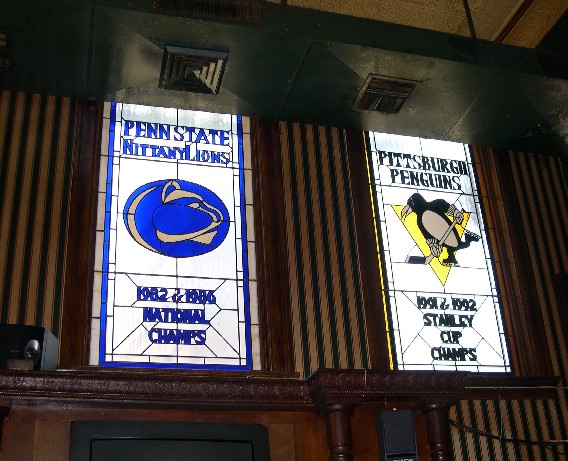 PENN STATE
NITTANY LIONS
1982 & 1986
NATIONAL
CHAMPS
PITTSBURGH
PENGUINS
1991 & 1992
STANLEY
CUP
CHAMPS